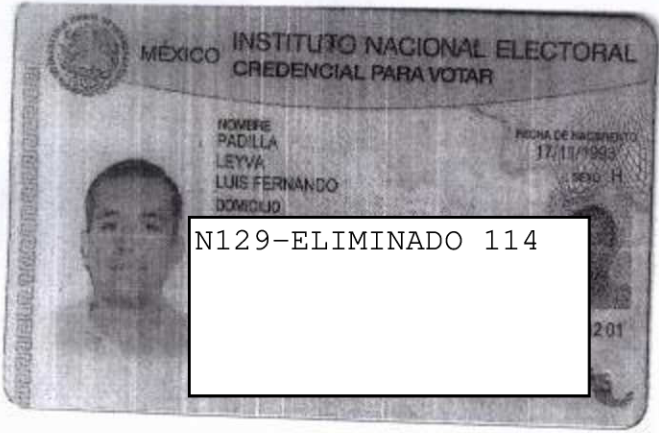 MÉXICO INSTITUTO NACIONAL ELECTORAL
CREDENCIAL PARA VOTAR
NOMBRE
PADILLA
LEYVA
LUIS FERNANDO
FECHA DE NACIMIENTO
17/11/1993
SEXO H
DOMICILIO
N129-ELIMINADO 114
201